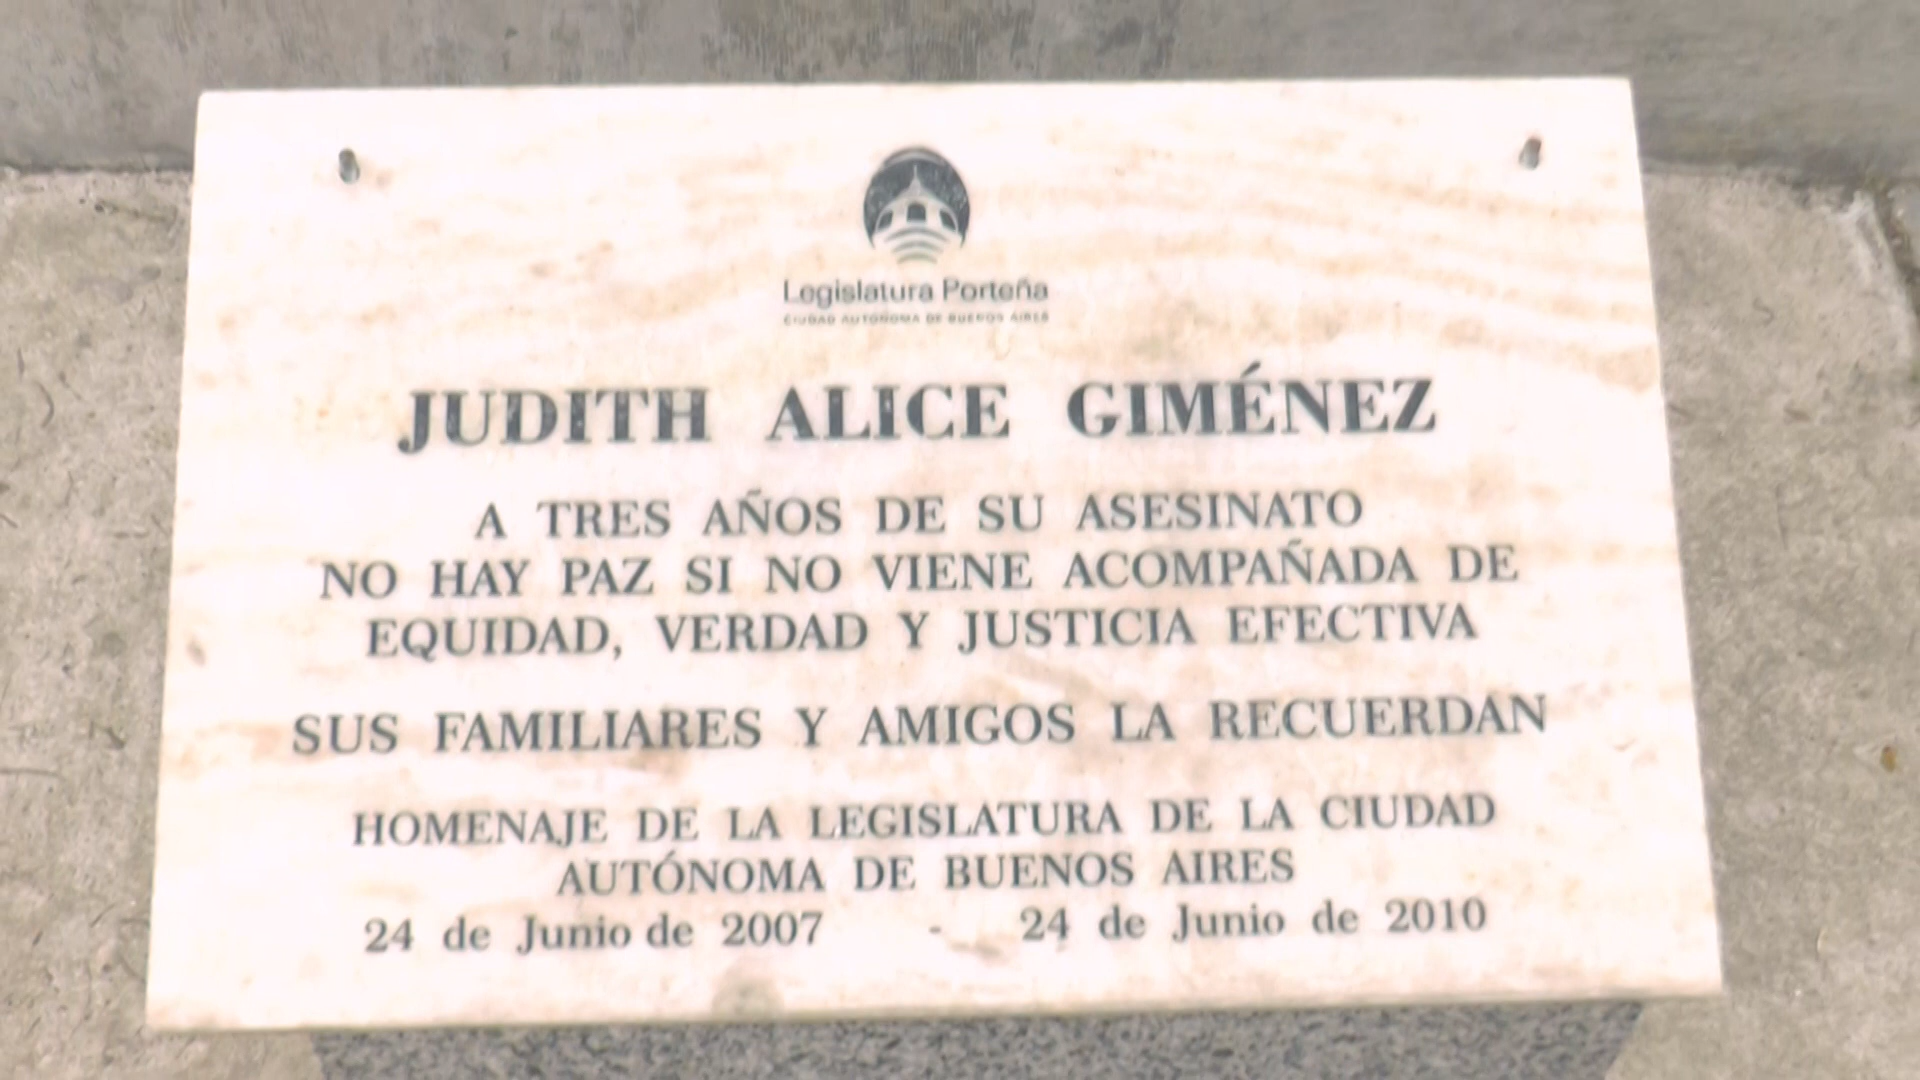 Legislatura Porteña
CIUDAD AUTÓNOMA DE BUENOS AIRES
JUDITH ALICE GIMÉNEZ
A TRES AÑOS DE SU ASESINATO
NO HAY PAZ SI NO VIENE ACOMPAÑADA DE
EQUIDAD, VERDAD Y JUSTICIA EFECTIVA
SUS FAMILIARES Y AMIGOS LA RECUERDAN
HOMENAJE DE LA LEGISLATURA DE LA CIUDAD
AUTÓNOMA DE BUENOS AIRES
24 de Junio de 2007 - 24 de Junio de 2010